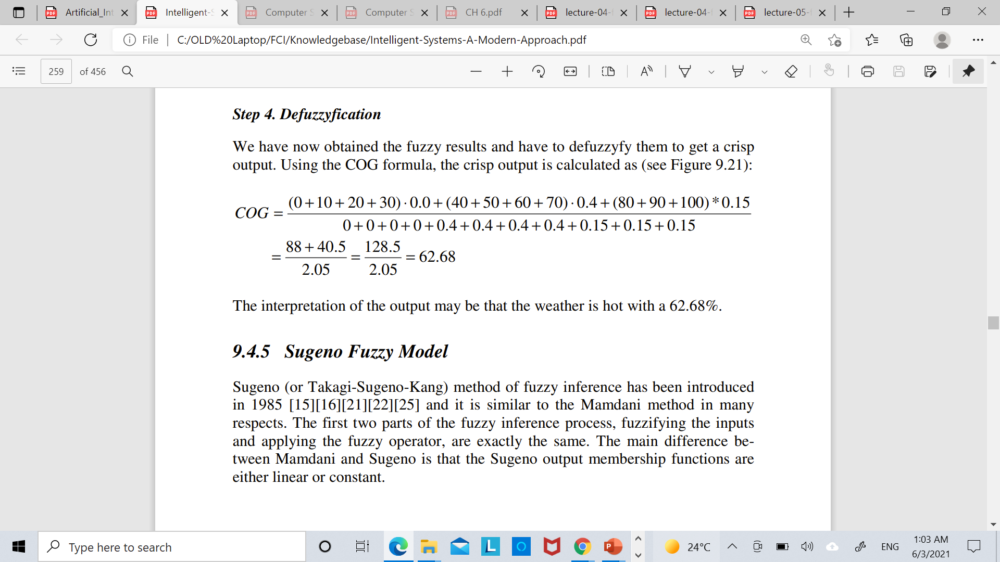 Artificial_Int
Intelligent-S
Computer S
Computer S
CH 6.pdf
lecture-04-f
lecture-04-f
lecture-05-f
File C:/OLD%20Laptop/FCI/Knowledgebase/Intelligent-Systems-A-Modern-Approach.pdf
259 of 456
Step 4. Defuzzyfication
We have now obtained the fuzzy results and have to defuzzyfy them to get a crisp
output. Using the COG formula, the crisp output is calculated as (see Figure 9.21):
COG = (0+10+20+30)·0.0+(40+50+60+70)·0.4+(80+90+100)*0.15
0+0+0+0+0.4+0.4+0.4+0.4+0.15+0.15+0.15
= 88+40.5 = 128.5 = 62.68
2.05 2.05
The interpretation of the output may be that the weather is hot with a 62.68%.
9.4.5 Sugeno Fuzzy Model
Sugeno (or Takagi-Sugeno-Kang) method of fuzzy inference has been introduced
in 1985 [15][16][21][22][25] and it is similar to the Mamdani method in many
respects. The first two parts of the fuzzy inference process, fuzzifying the inputs
and applying the fuzzy operator, are exactly the same. The main difference be-
tween Mamdani and Sugeno is that the Sugeno output membership functions are
either linear or constant.
Type here to search
24°C
ENG
1:03 AM
6/3/2021